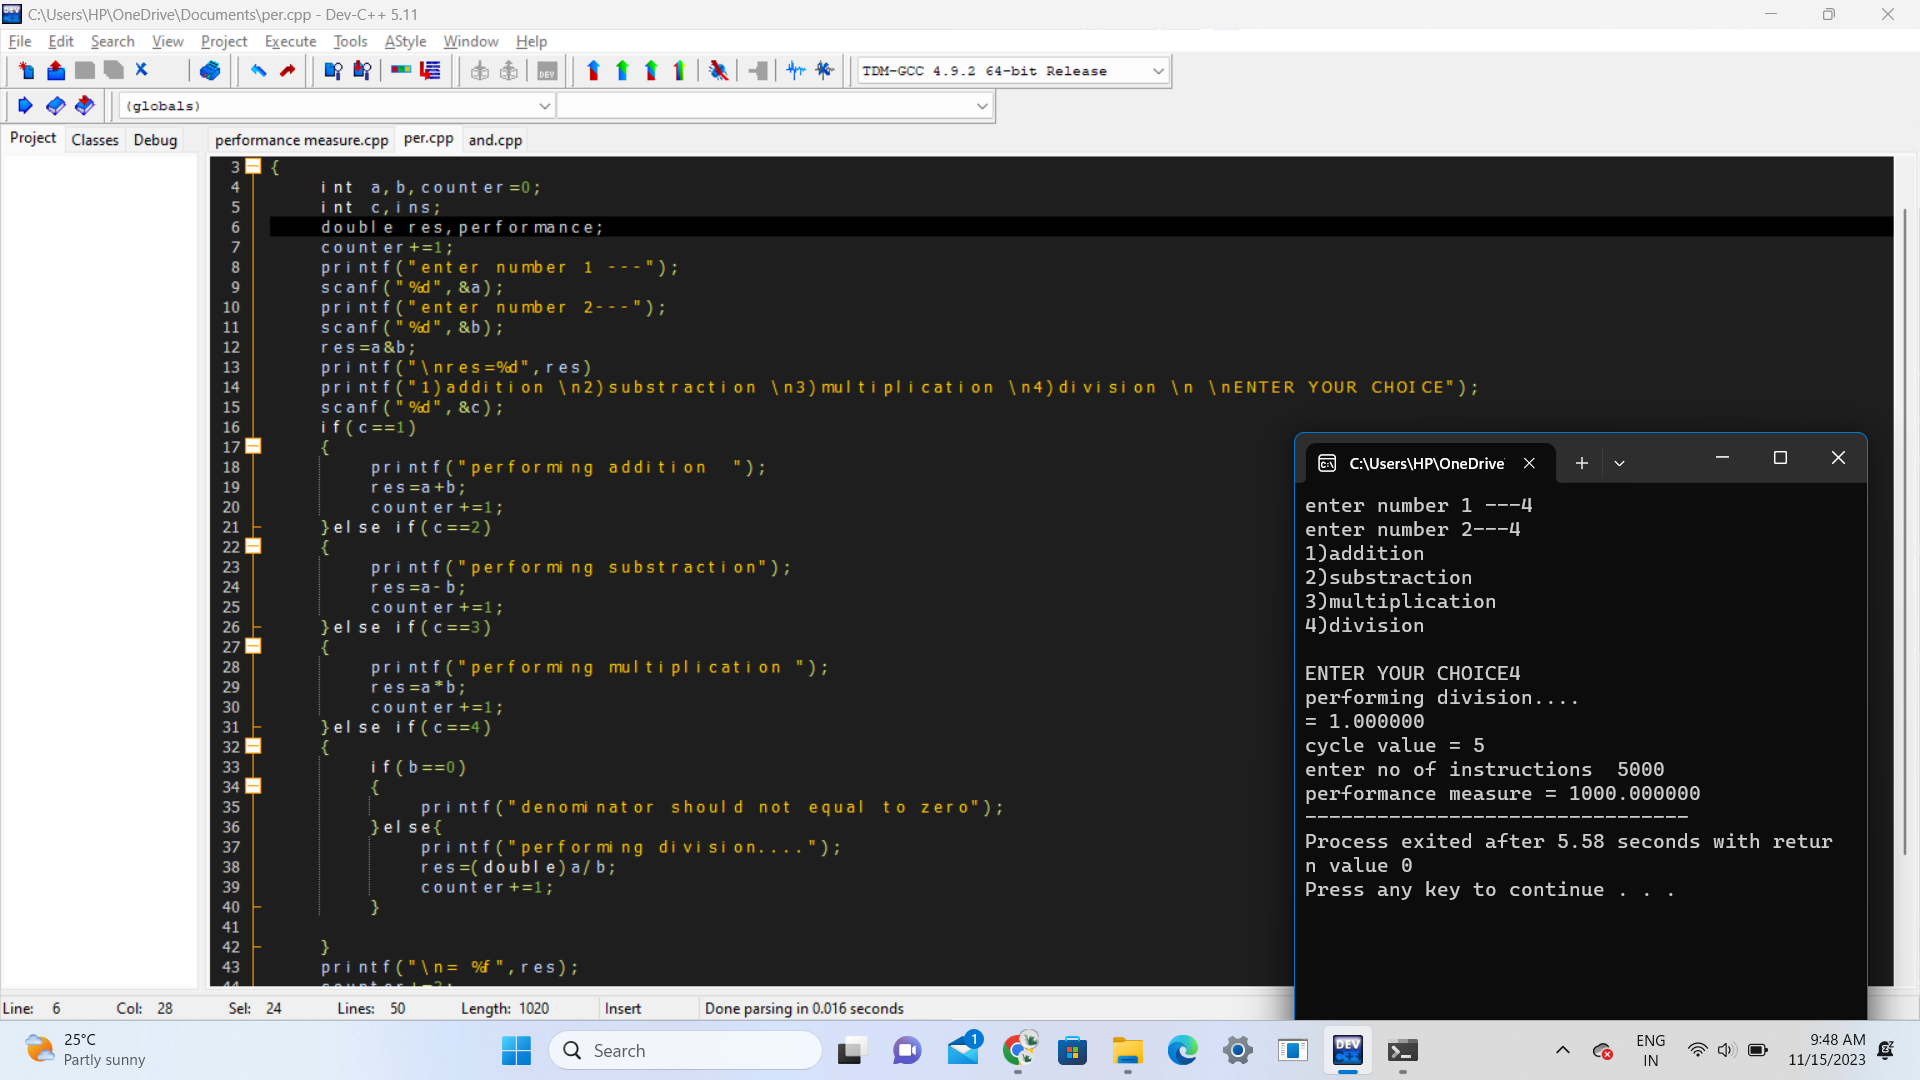 C:\Users\HP\OneDrive\Documents\per.cpp - Dev-C++ 5.11
File Edit Search View Project Execute Tools AStyle Window Help
DEV
TDM-GCC 4.9.2 64-bit Release
(globals)
Project Classes Debug
performance measure.cpp per.cpp and.cpp
3 {
4 int a,b,counter=0;
5 int c,ins;
6 double res,performance;
7 counter+=1;
8 printf("enter number 1 ---");
9 scanf("%d",&a);
10 printf("enter number 2---");
11 scanf("%d",&b);
12 res=a&b;
13 printf("\nres=%d",res)
14 printf("1)addition \n2)substraction \n3)multiplication \n4)division \n \nENTER YOUR CHOICE");
15 scanf("%d",&c);
16 if(c==1)
17 {
18 printf("performing addition  ");
19 res=a+b;
20 counter+=1;
21 }else if(c==2)
22 {
23 printf("performing substraction");
24 res=a-b;
25 counter+=1;
26 }else if(c==3)
27 {
28 printf("performing multiplication ");
29 res=a*b;
30 counter+=1;
31 }else if(c==4)
32 {
33 if(b==0)
34 {
35 printf("denominator should not equal to zero");
36 }else{
37 printf("performing division....");
38 res=(double)a/b;
39 counter+=1;
40 }
41
42 }
43 printf("\n= %f",res);
C:\Users\HP\OneDrive
enter number 1 ---4
enter number 2---4
1)addition
2)substraction
3)multiplication
4)division
ENTER YOUR CHOICE4
performing division....
= 1.000000
cycle value = 5
enter no of instructions  5000
performance measure = 1000.000000
--------------------------------
Process exited after 5.58 seconds with retur
n value 0
Press any key to continue . . .
Line: 6 Col: 28 Sel: 24 Lines: 50 Length: 1020 Insert Done parsing in 0.016 seconds
25°C
Partly sunny
Search
1
DEV
C++
ENG
IN
9:48 AM
11/15/2023